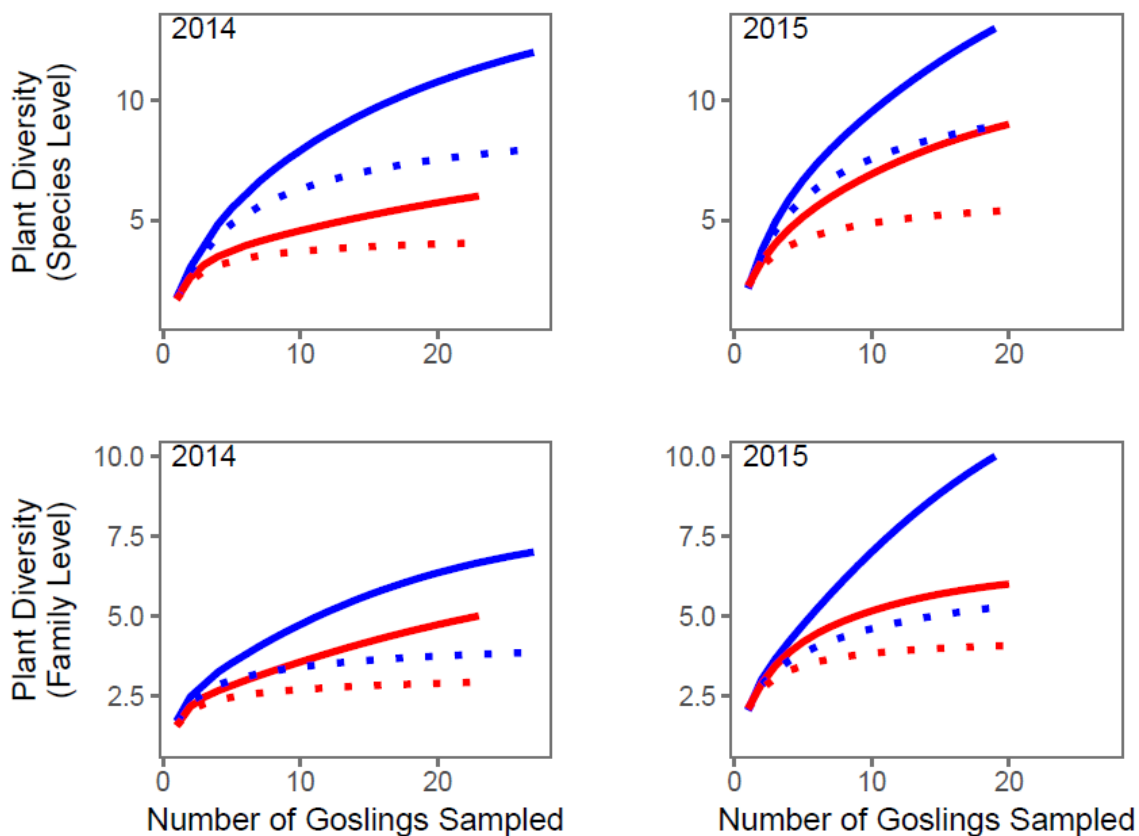 2014
2015
Plant Diversity
(Species Level)
10
5
10
5
0 10 20
0 10 20
2014
2015
Plant Diversity
(Family Level)
10.0
7.5
5.0
2.5
10.0
7.5
5.0
2.5
0 10 20
0 10 20
Number of Goslings Sampled
Number of Goslings Sampled